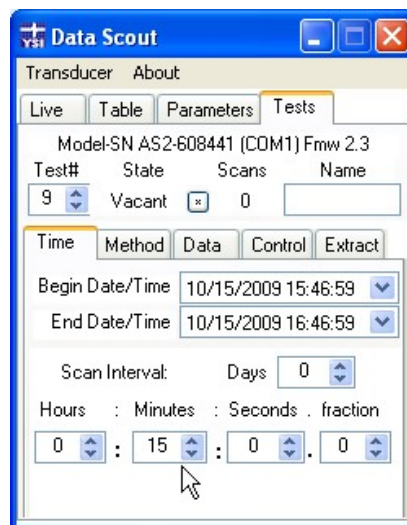 YSI Data Scout
Transducer About
Live Table Parameters Tests
Model-SN AS2-608441 (COM1) Fmw 2.3
Test# State Scans Name
9 Vacant × 0
Time Method Data Control Extract
Begin Date/Time 10/15/2009 15:46:59
End Date/Time 10/15/2009 16:46:59
Scan Interval: Days 0
Hours : Minutes : Seconds . fraction
0 : 15 : 0 . 0